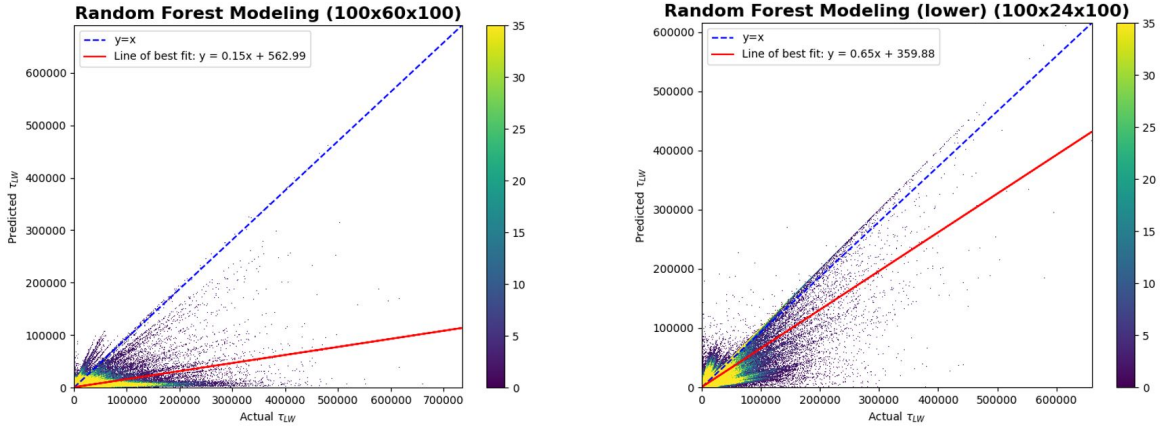 Random Forest Modeling (100x60x100)
y=x
Line of best fit: y = 0.15x + 562.99
Predicted τLW
600000
500000
400000
300000
200000
100000
0
0 100000 200000 300000 400000 500000 600000 700000
Actual τLW
35
30
25
20
15
10
5
0
Random Forest Modeling (lower) (100x24x100)
y=x
Line of best fit: y = 0.65x + 359.88
Predicted τLW
600000
500000
400000
300000
200000
100000
0
0 100000 200000 300000 400000 500000 600000
Actual τLW
35
30
25
20
15
10
5
0